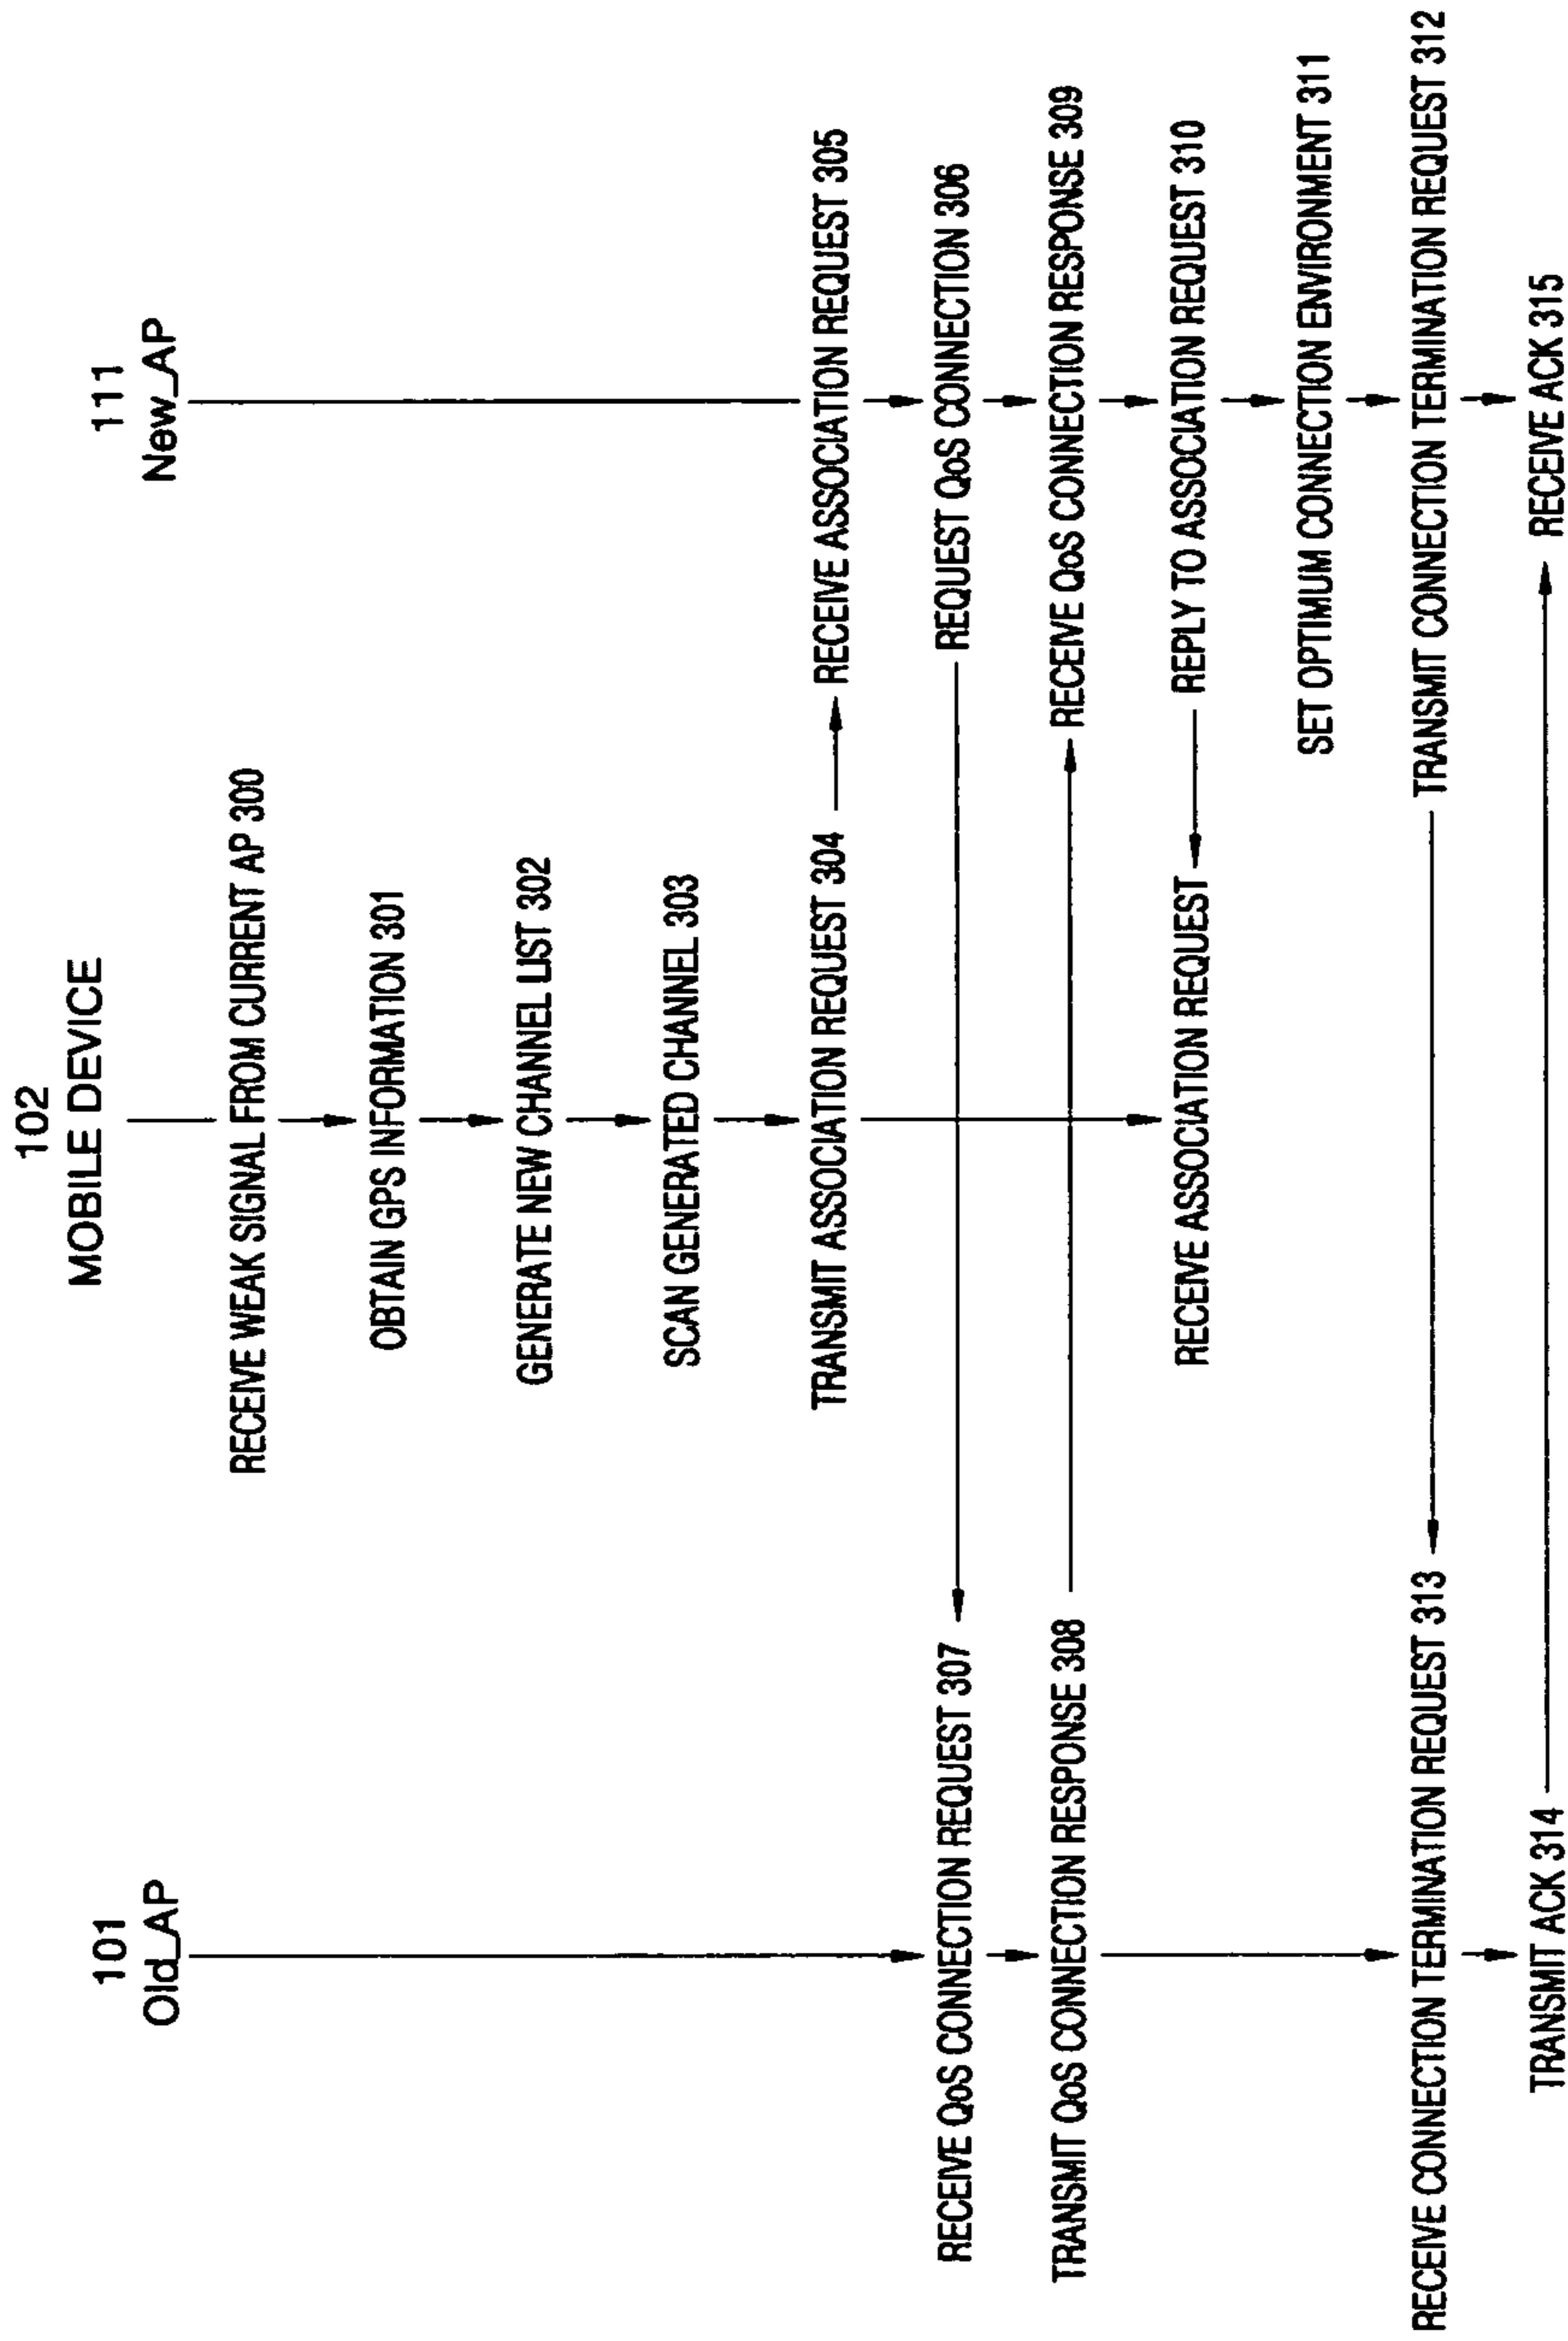 101
Old_AP
102
MOBILE DEVICE
111
New_AP
RECEIVE WEAK SIGNAL FROM CURRENT AP 300
OBTAIN GPS INFORMATION 301
GENERATE NEW CHANNEL LIST 302
SCAN GENERATED CHANNEL 303
TRANSMIT ASSOCIATION REQUEST 304
RECEIVE ASSOCIATION REQUEST 305
RECEIVE QoS CONNECTION REQUEST 307
REQUEST QoS CONNECTION 306
TRANSMIT QoS CONNECTION RESPONSE 308
RECEIVE QoS CONNECTION RESPONSE 309
RECEIVE ASSOCIATION REQUEST
REPLY TO ASSOCIATION REQUEST 310
SET OPTIMUM CONNECTION ENVIRONMENT 311
RECEIVE CONNECTION TERMINATION REQUEST 313
TRANSMIT CONNECTION TERMINATION REQUEST 312
TRANSMIT ACK 314
RECEIVE ACK 315